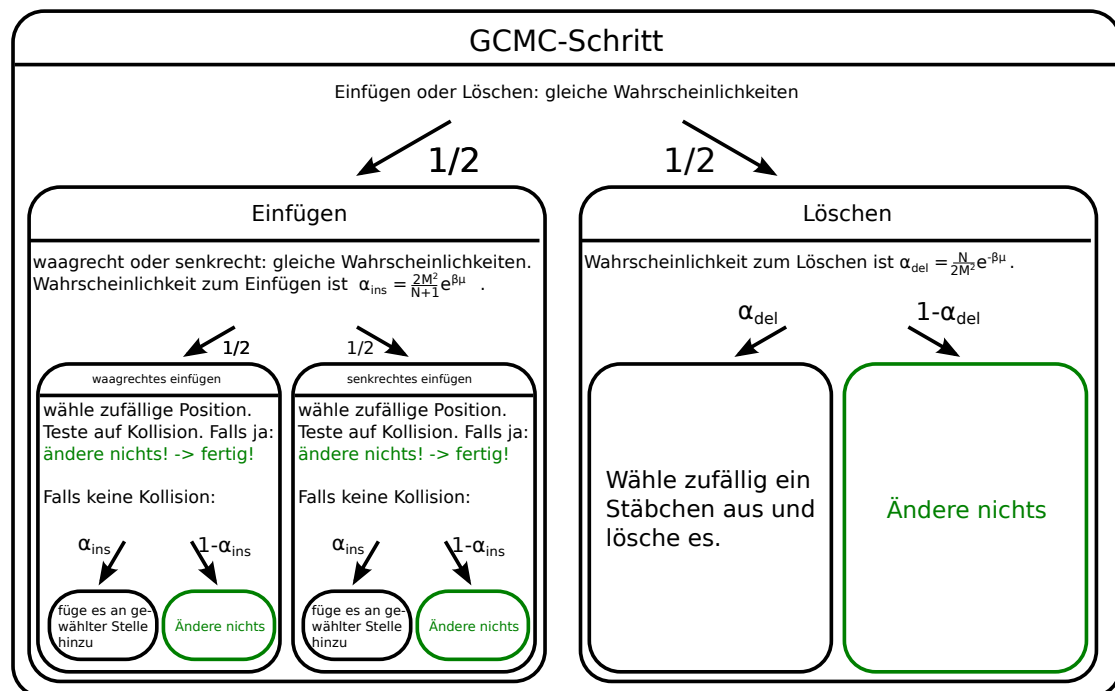 GCMC-Schritt
Einfügen oder Löschen: gleiche Wahrscheinlichkeiten
1/2
1/2
Einfügen
waagrecht oder senkrecht: gleiche Wahrscheinlichkeiten.
Wahrscheinlichkeit zum Einfügen ist α_ins = 2M²/N+1 e^βμ .
1/2
1/2
waagrechtes einfügen
wähle zufällige Position.
Teste auf Kollision. Falls ja:
ändere nichts! -> fertig!
Falls keine Kollision:
α_ins
1-α_ins
füge es an ge-
wählter Stelle
hinzu
Ändere nichts
senkrechtes einfügen
wähle zufällige Position.
Teste auf Kollision. Falls ja:
ändere nichts! -> fertig!
Falls keine Kollision:
α_ins
1-α_ins
füge es an ge-
wählter Stelle
hinzu
Ändere nichts
Löschen
Wahrscheinlichkeit zum Löschen ist α_del = N/2M² e^-βμ .
α_del
1-α_del
Wähle zufällig ein
Stäbchen aus und
lösche es.
Ändere nichts